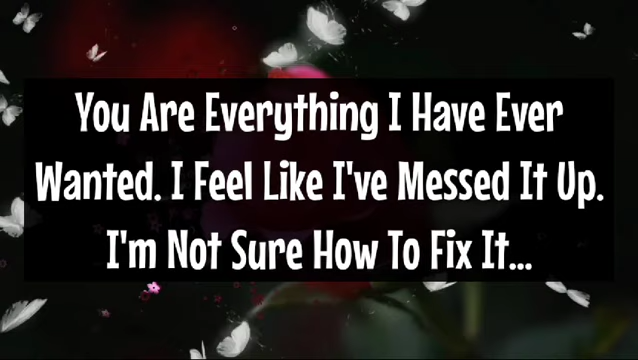 You Are Everything I Have Ever
Wanted. I Feel Like I've Messed It Up.
I'm Not Sure How To Fix It...